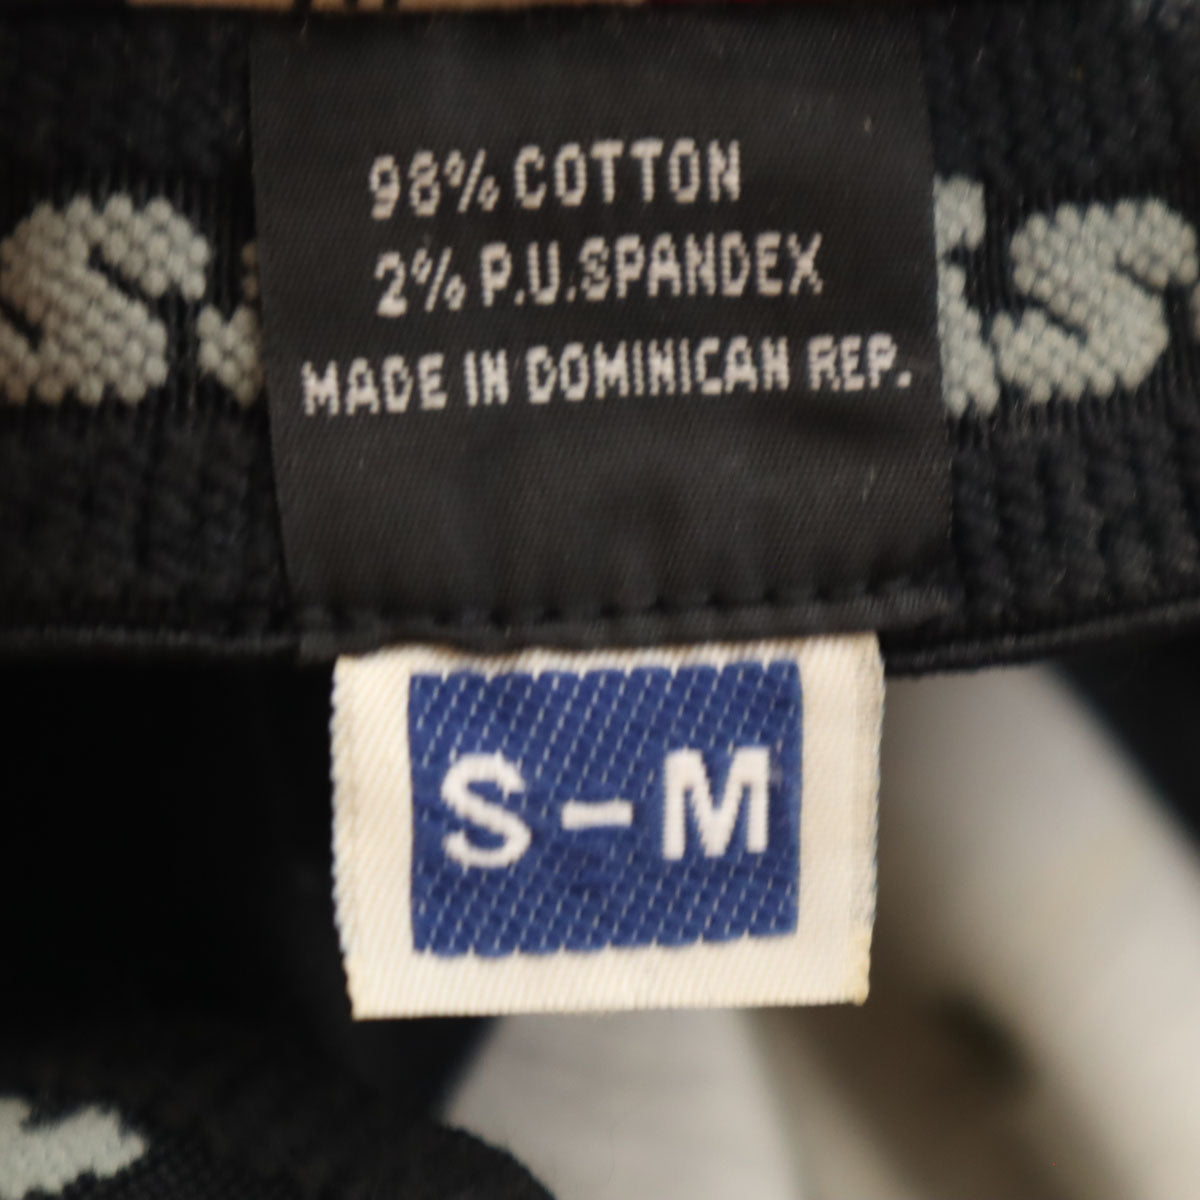 98% COTTON
2% P.U.SPANDEX
MADE IN DOMINICAN REP.
S-M